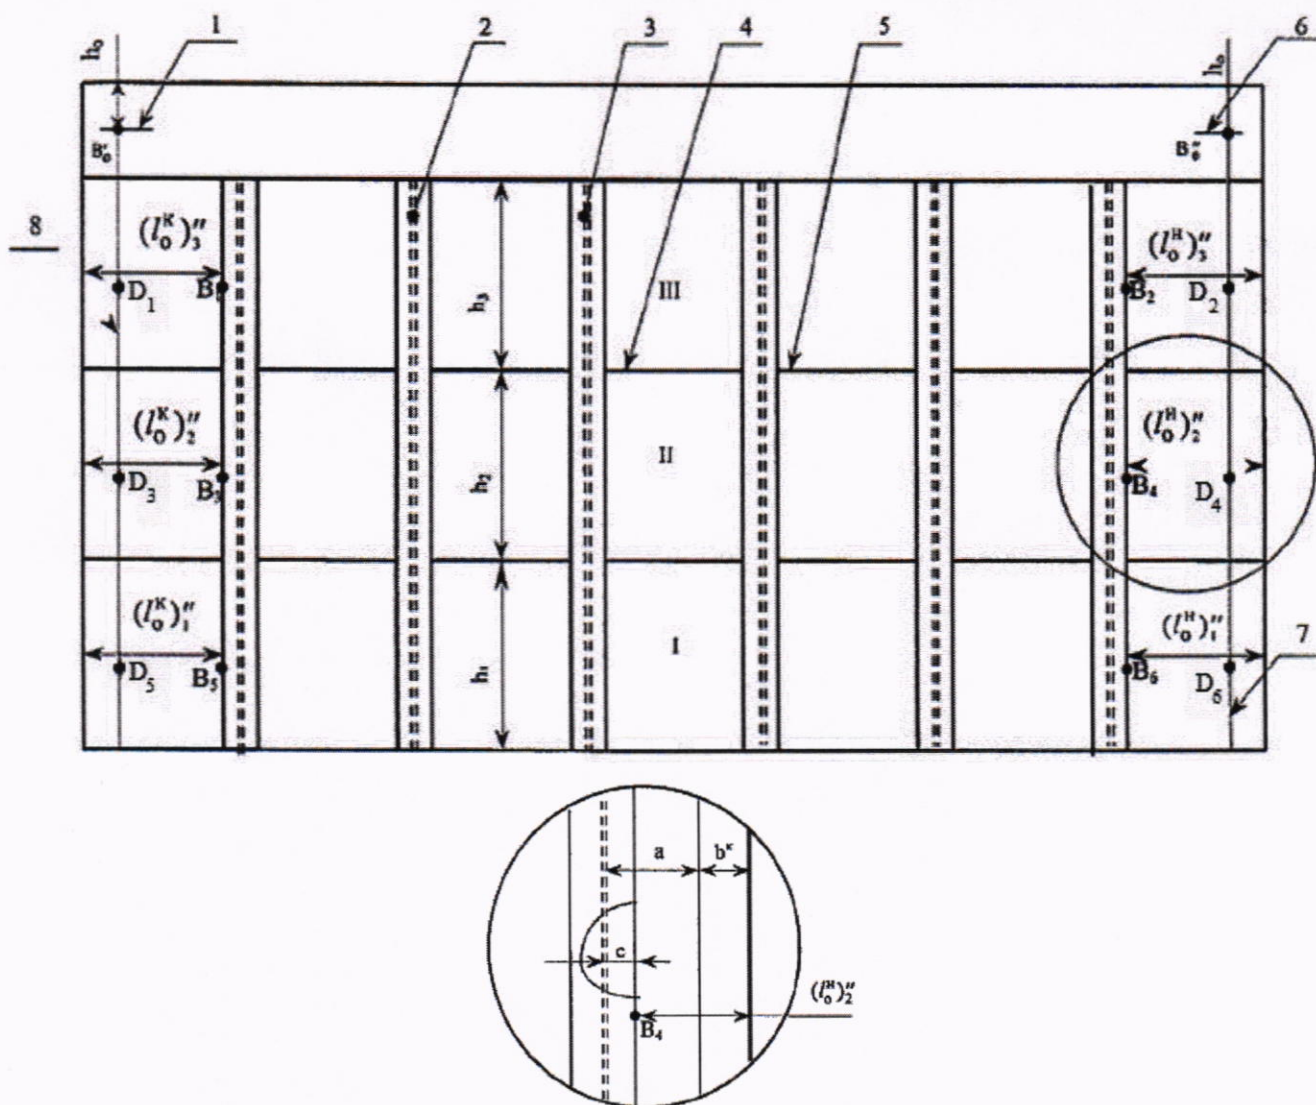 1 2 3 4 5 6
h₀ h₀
B₀′ B₀″
8
(l₀ᴷ)₃″ (l₀ᴴ)₃″
D₁ B₁ h₃ III B₂ D₂
(l₀ᴷ)₂″ (l₀ᴴ)₂″
D₃ B₃ h₂ II B₄ D₄
(l₀ᴷ)₁″ (l₀ᴴ)₁″ 7
D₅ B₅ h₁ I B₆ D₆
a bᴷ
c
(l₀ᴴ)₂″
B₄